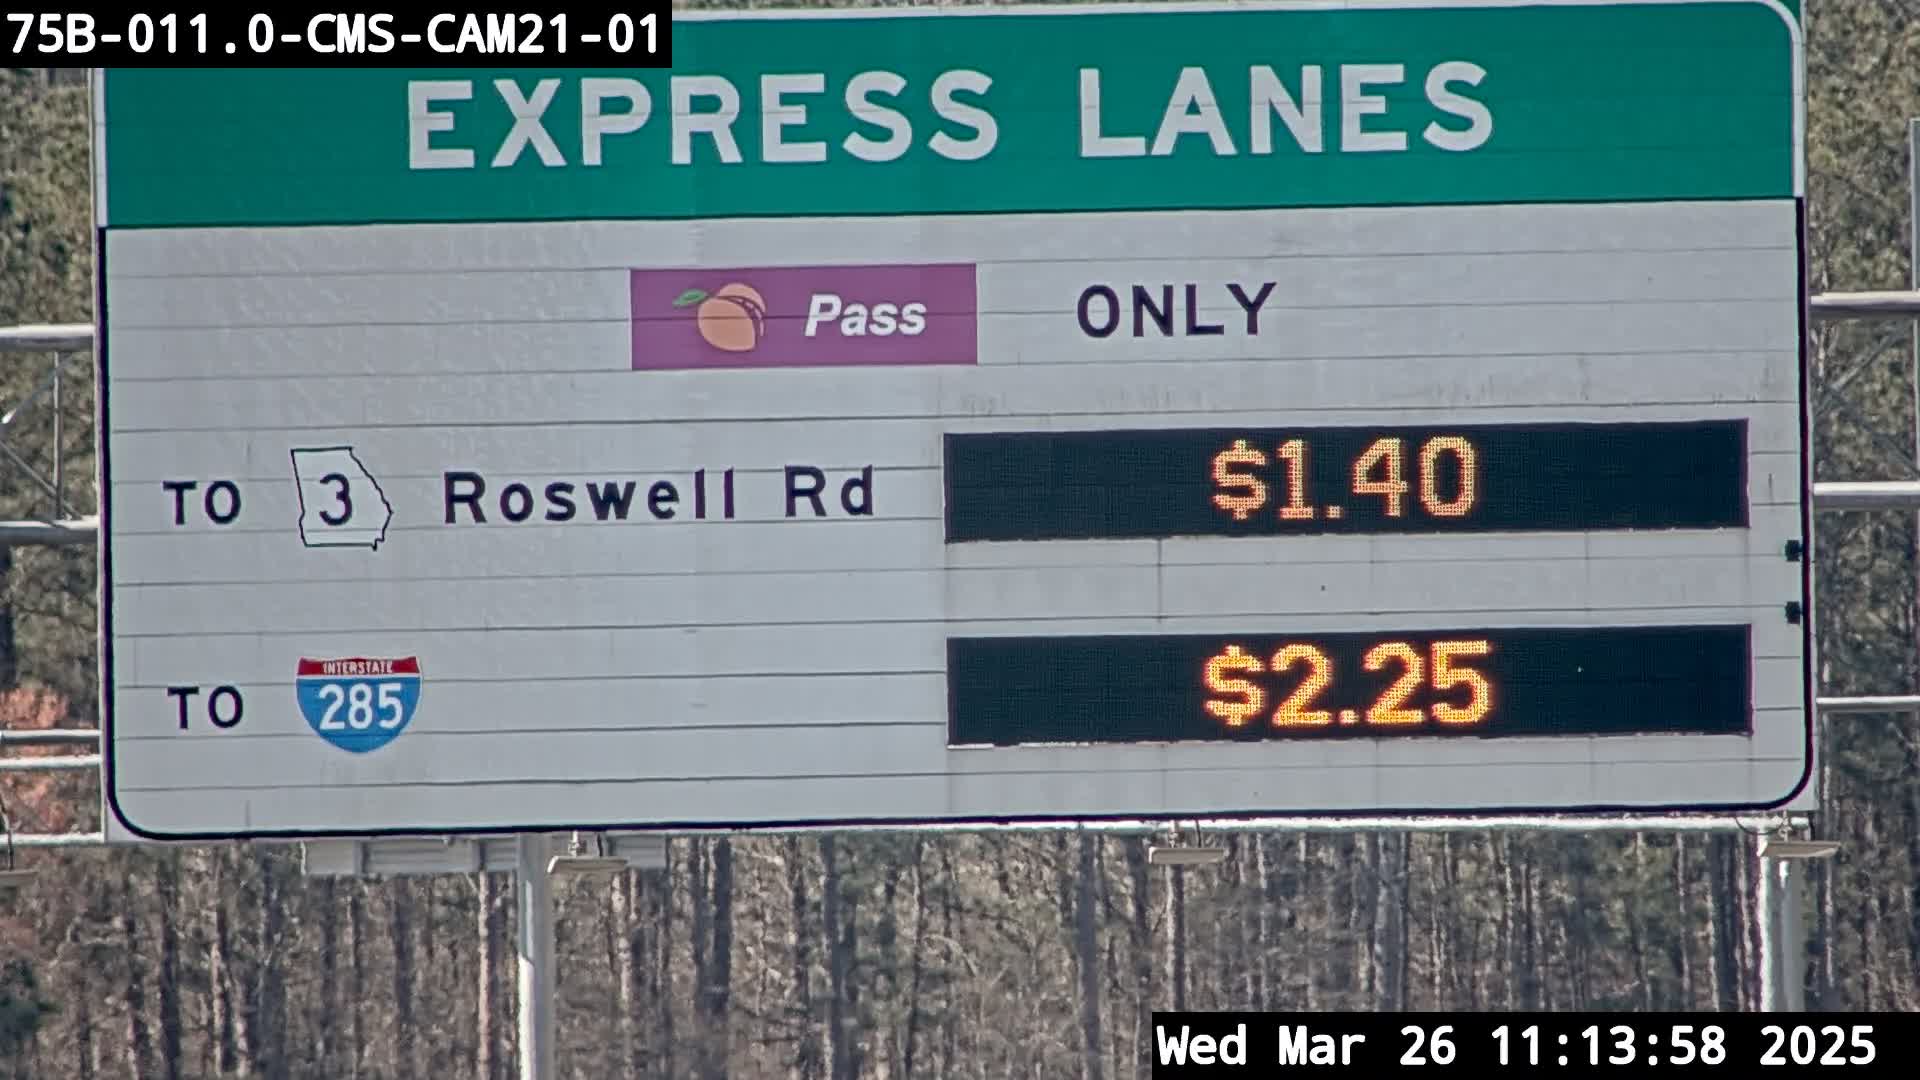 75B-011.0-CMS-CAM21-01
EXPRESS LANES
Pass ONLY
TO 3 Roswell Rd $1.40
INTERSTATE
TO 285 $2.25
Wed Mar 26 11:13:58 2025